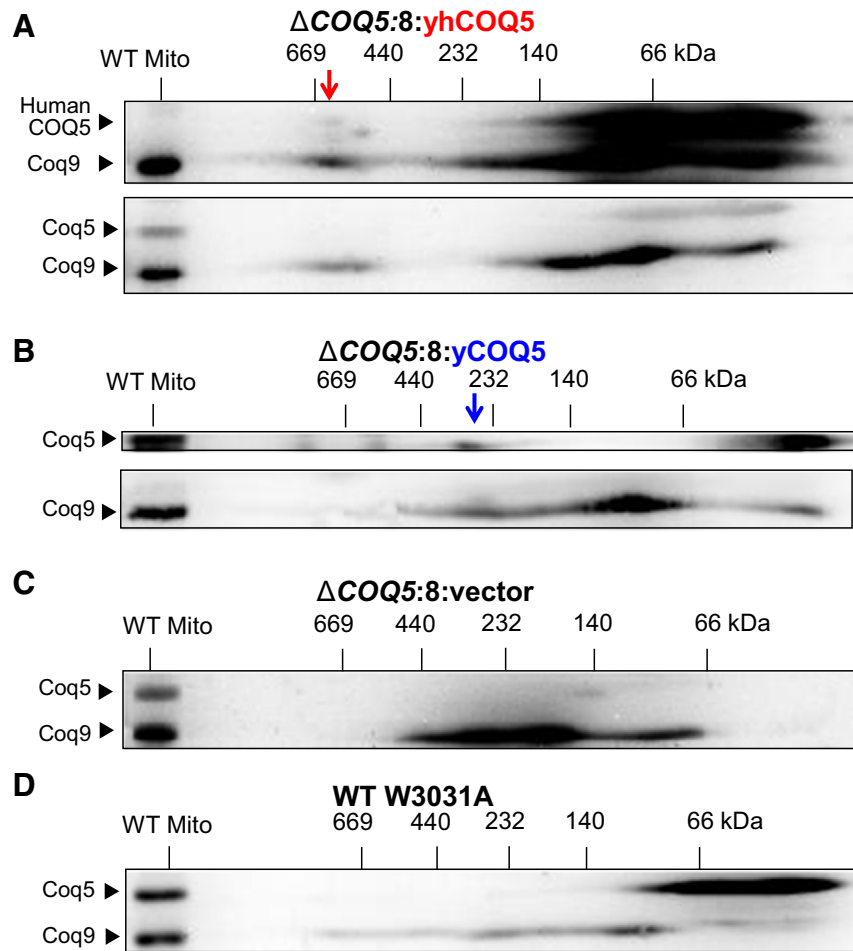 A
ΔCOQ5:8:yhCOQ5
WT Mito 669 440 232 140 66 kDa
Human
COQ5
Coq9
Coq5
Coq9
B
ΔCOQ5:8:yCOQ5
WT Mito 669 440 232 140 66 kDa
Coq5
Coq9
C
ΔCOQ5:8:vector
WT Mito 669 440 232 140 66 kDa
Coq5
Coq9
D
WT W3031A
WT Mito 669 440 232 140 66 kDa
Coq5
Coq9